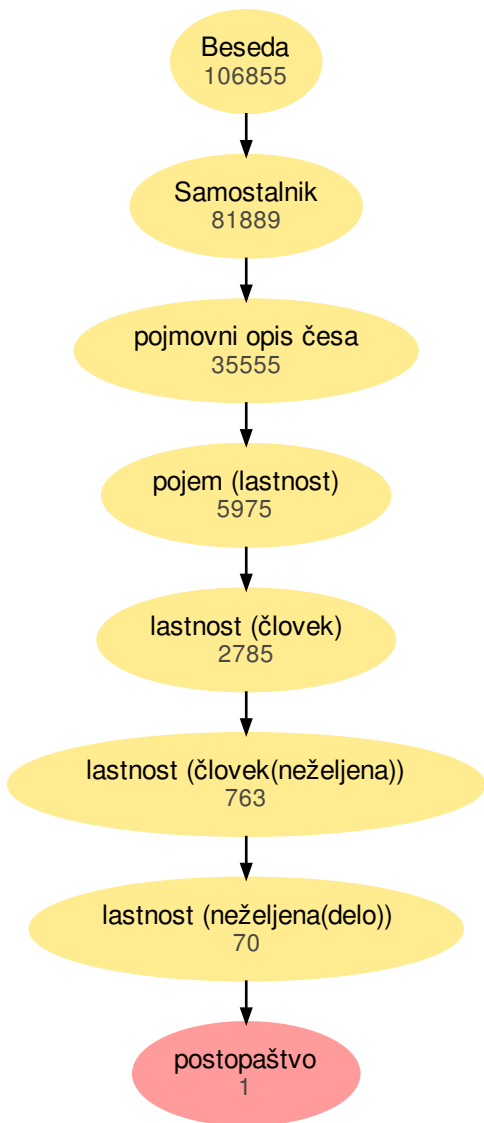 Beseda
106855
Samostalnik
81889
pojmovni opis česa
35555
pojem (lastnost)
5975
lastnost (človek)
2785
lastnost (človek(neželjena))
763
lastnost (neželjena(delo))
70
postopaštvo
1